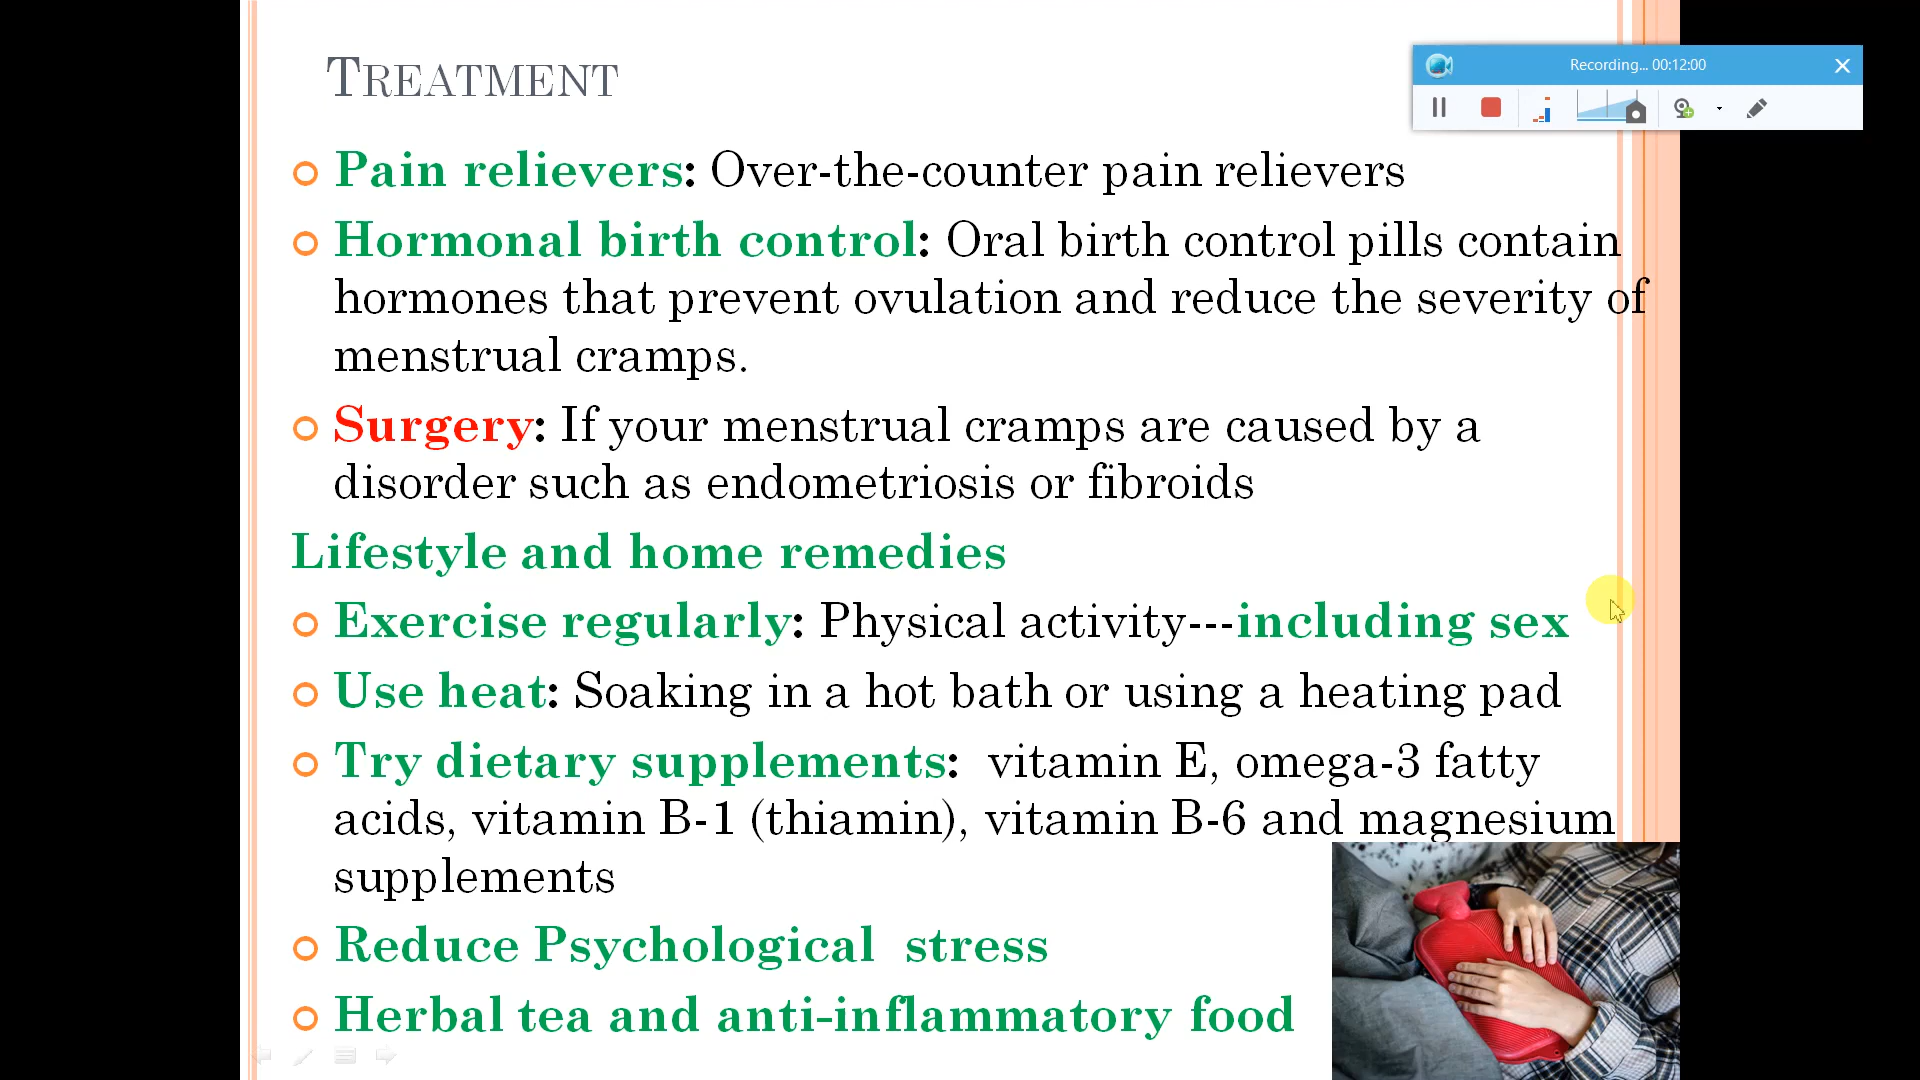 TREATMENT
Recording... 00:12:00
Pain relievers: Over-the-counter pain relievers
Hormonal birth control: Oral birth control pills contain
hormones that prevent ovulation and reduce the severity of
menstrual cramps.
Surgery: If your menstrual cramps are caused by a
disorder such as endometriosis or fibroids
Lifestyle and home remedies
Exercise regularly: Physical activity---including sex
Use heat: Soaking in a hot bath or using a heating pad
Try dietary supplements: vitamin E, omega-3 fatty
acids, vitamin B-1 (thiamin), vitamin B-6 and magnesium
supplements
Reduce Psychological stress
Herbal tea and anti-inflammatory food